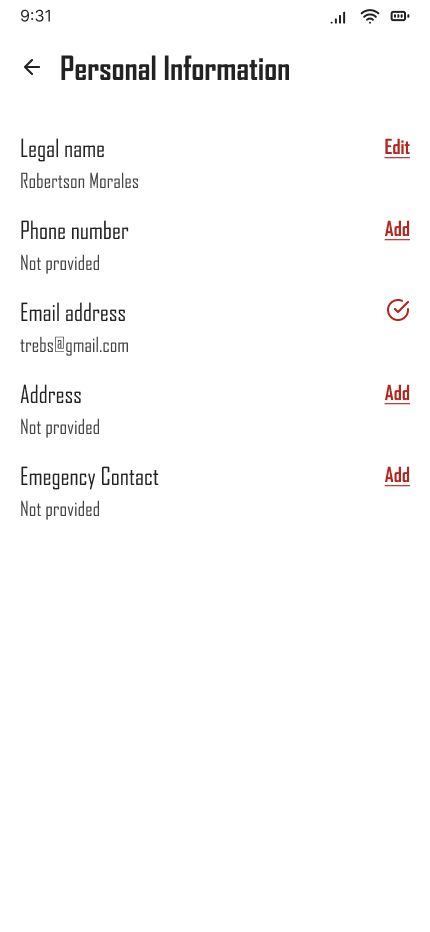 9:31
Personal Information
Legal name Edit
Robertson Morales
Phone number Add
Not provided
Email address
trebs@gmail.com
Address Add
Not provided
Emegency Contact Add
Not provided